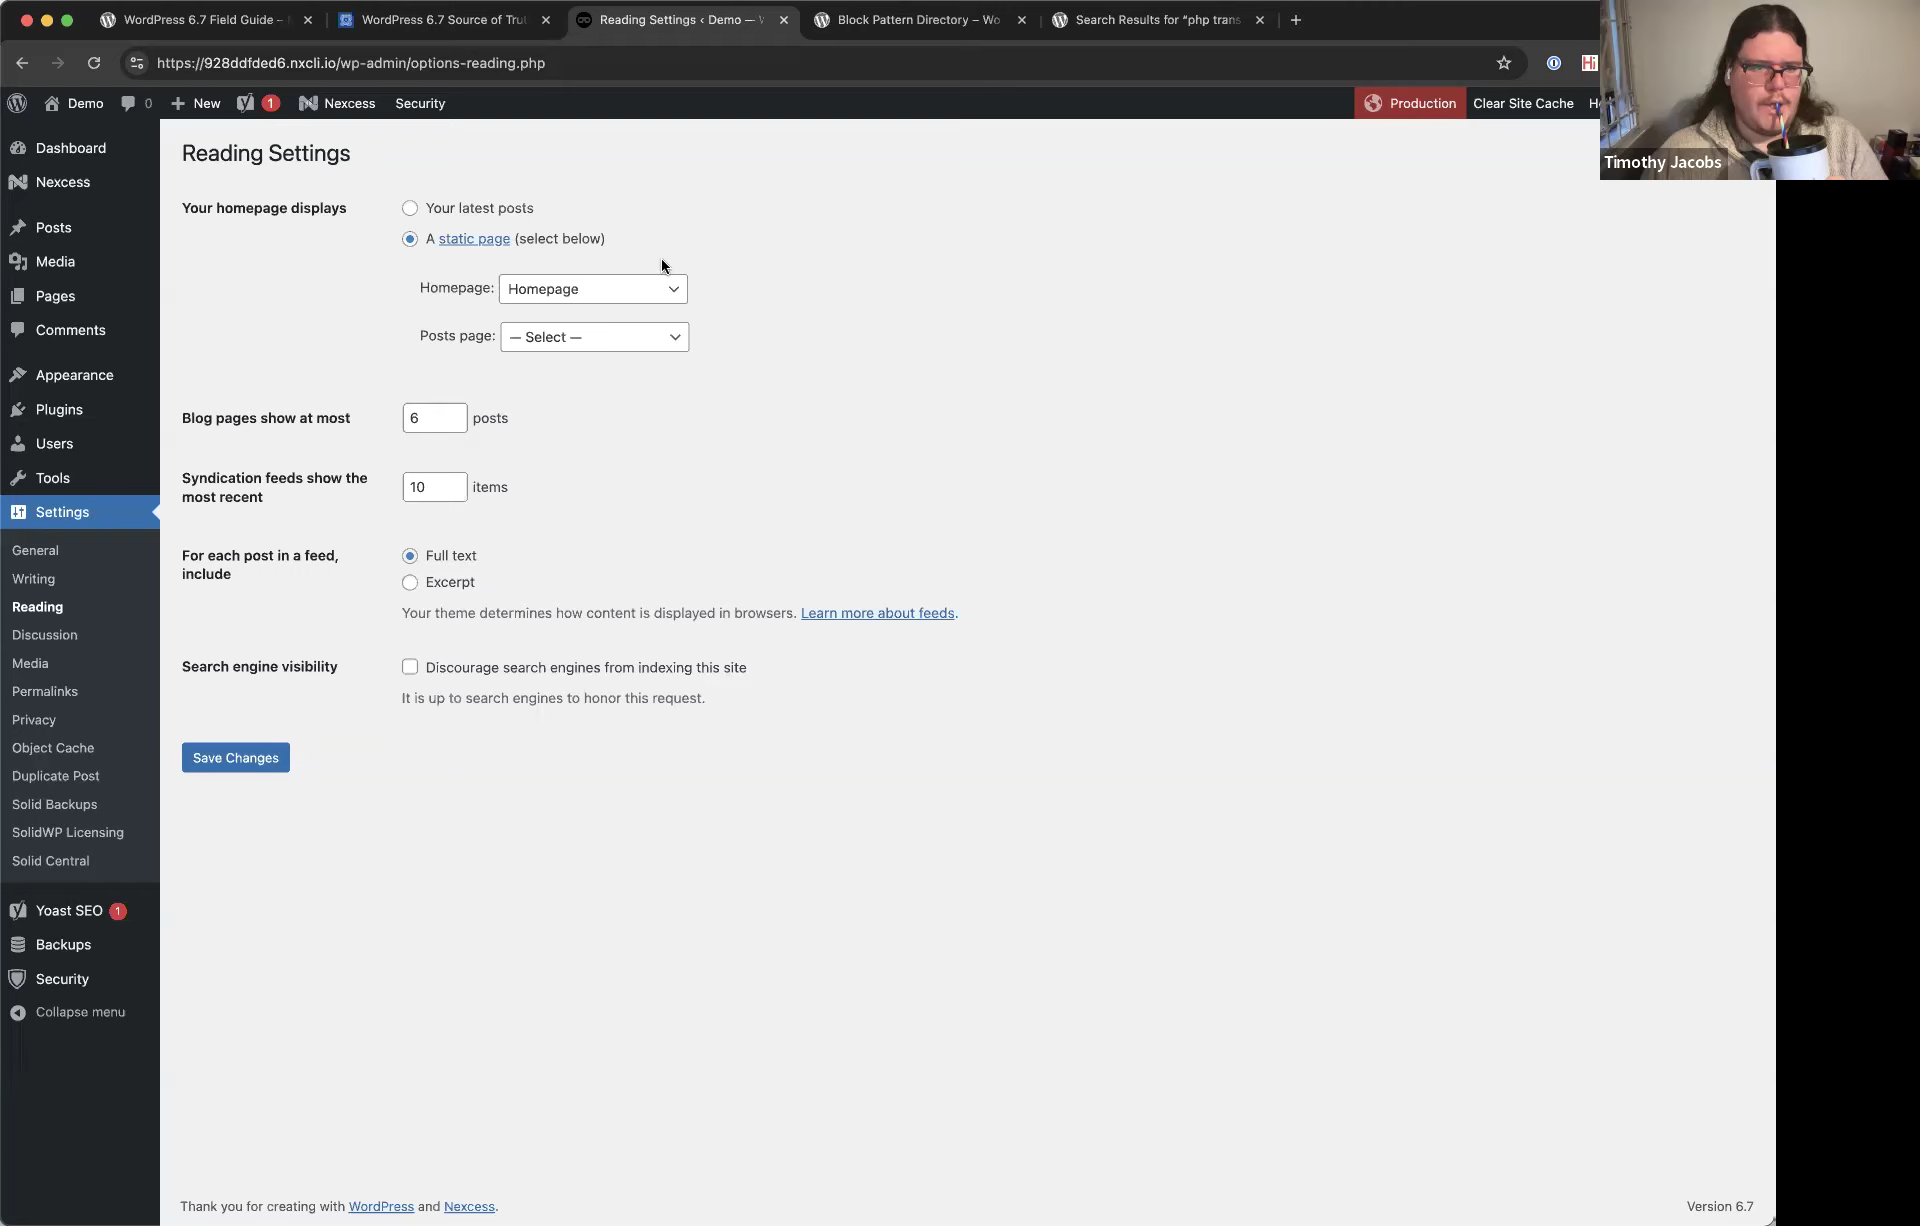 WordPress 6.7 Field Guide –
WordPress 6.7 Source of Trut
Reading Settings ‹ Demo —
Block Pattern Directory – Wo
Search Results for “php trans
https://928ddfded6.nxcli.io/wp-admin/options-reading.php
Hi
Demo
0
New
1
Nexcess
Security
Production
Clear Site Cache
Timothy Jacobs
Dashboard
Nexcess
Posts
Media
Pages
Comments
Appearance
Plugins
Users
Tools
Settings
General
Writing
Reading
Discussion
Media
Permalinks
Privacy
Object Cache
Duplicate Post
Solid Backups
SolidWP Licensing
Solid Central
Yoast SEO 1
Backups
Security
Collapse menu
Reading Settings
Your homepage displays
Your latest posts
A static page (select below)
Homepage: Homepage
Posts page: — Select —
Blog pages show at most
6 posts
Syndication feeds show the
most recent
10 items
For each post in a feed,
include
Full text
Excerpt
Your theme determines how content is displayed in browsers. Learn more about feeds.
Search engine visibility
Discourage search engines from indexing this site
It is up to search engines to honor this request.
Save Changes
Thank you for creating with WordPress and Nexcess.
Version 6.7